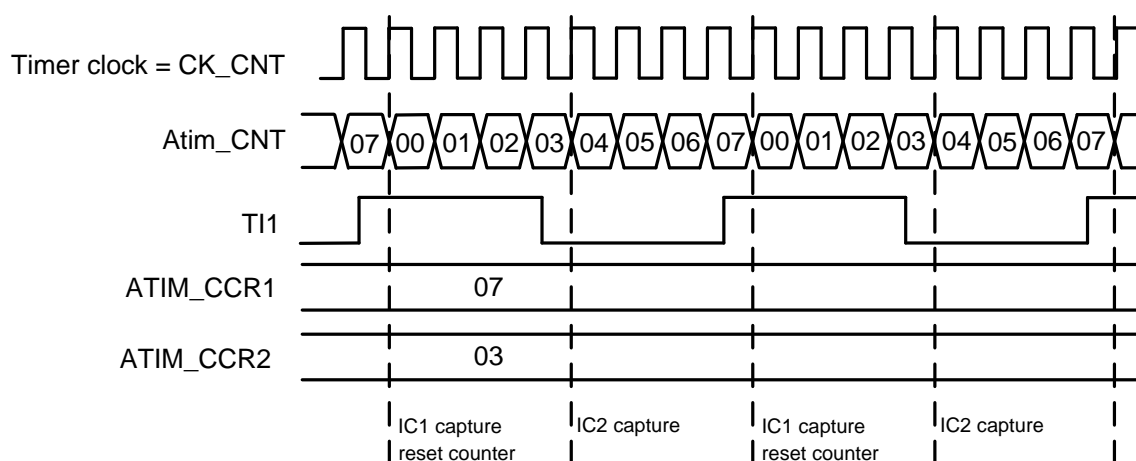 Timer clock = CK_CNT
Atim_CNT 07 00 01 02 03 04 05 06 07 00 01 02 03 04 05 06 07
TI1
ATIM_CCR1 07
ATIM_CCR2 03
IC1 capture IC2 capture IC1 capture IC2 capture
reset counter reset counter